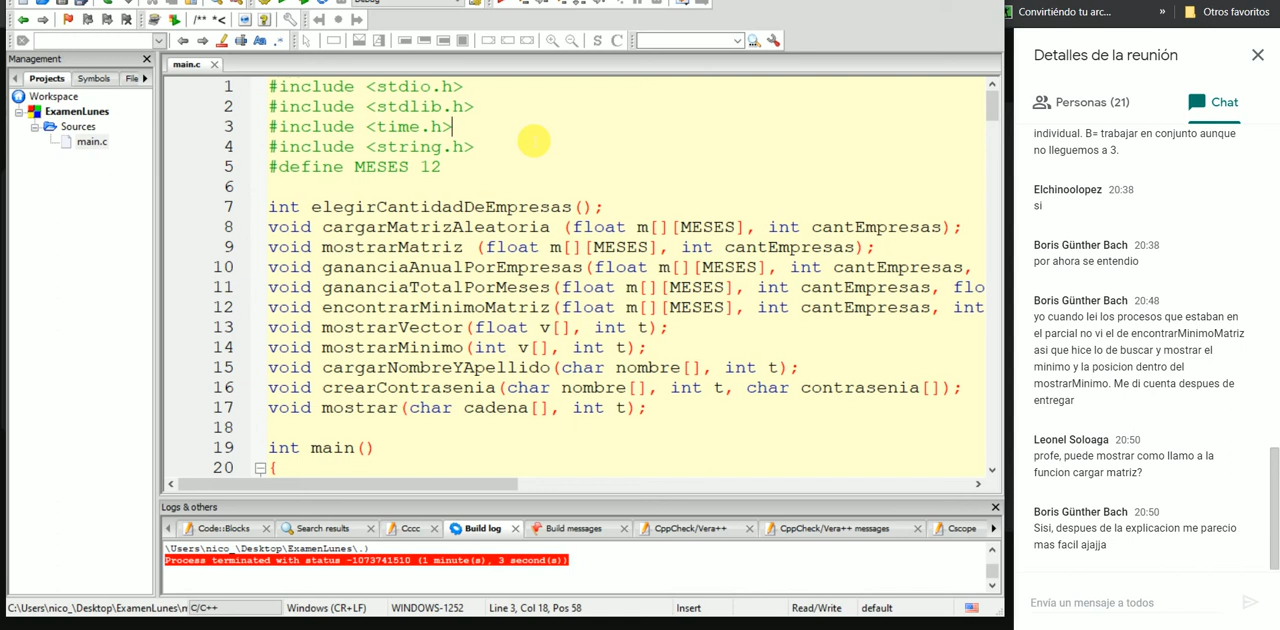 Debug
Management
Projects
Symbols
File
Workspace
ExamenLunes
Sources
main.c
main.c
1 #include <stdio.h>
2 #include <stdlib.h>
3 #include <time.h>
4 #include <string.h>
5 #define MESES 12
6
7 int elegirCantidadDeEmpresas();
8 void cargarMatrizAleatoria (float m[][MESES], int cantEmpresas);
9 void mostrarMatriz (float m[][MESES], int cantEmpresas);
10 void gananciaAnualPorEmpresas(float m[][MESES], int cantEmpresas,
11 void gananciaTotalPorMeses(float m[][MESES], int cantEmpresas, flo
12 void encontrarMinimoMatriz(float m[][MESES], int cantEmpresas, int
13 void mostrarVector(float v[], int t);
14 void mostrarMinimo(int v[], int t);
15 void cargarNombreYApellido(char nombre[], int t);
16 void crearContrasenia(char nombre[], int t, char contrasenia[]);
17 void mostrar(char cadena[], int t);
18
19 int main()
20 {
Logs & others
Code::Blocks
Search results
Cccc
Build log
Build messages
CppCheck/Vera++
CppCheck/Vera++ messages
Cscope
\Users\nico_\Desktop\ExamenLunes\.)
Process terminated with status -1073741510 (1 minute(s), 3 second(s))
C:\Users\nico_\Desktop\ExamenLunes\m
C/C++
Windows (CR+LF)
WINDOWS-1252
Line 3, Col 18, Pos 58
Insert
Read/Write
default
Convirtiéndo tu arc...
»
Otros favoritos
Detalles de la reunión
Personas (21)
Chat
individual. B= trabajar en conjunto aunque
no lleguemos a 3.
Elchinoolopez 20:38
si
Boris Günther Bach 20:38
por ahora se entendio
Boris Günther Bach 20:48
yo cuando lei los procesos que estaban en
el parcial no vi el de encontrarMinimoMatriz
asi que hice lo de buscar y mostrar el
minimo y la posicion dentro del
mostrarMinimo. Me di cuenta despues de
entregar
Leonel Soloaga 20:50
profe, puede mostrar como llamo a la
funcion cargar matriz?
Boris Günther Bach 20:50
Sisi, despues de la explicacion me parecio
mas facil ajajja
Envía un mensaje a todos